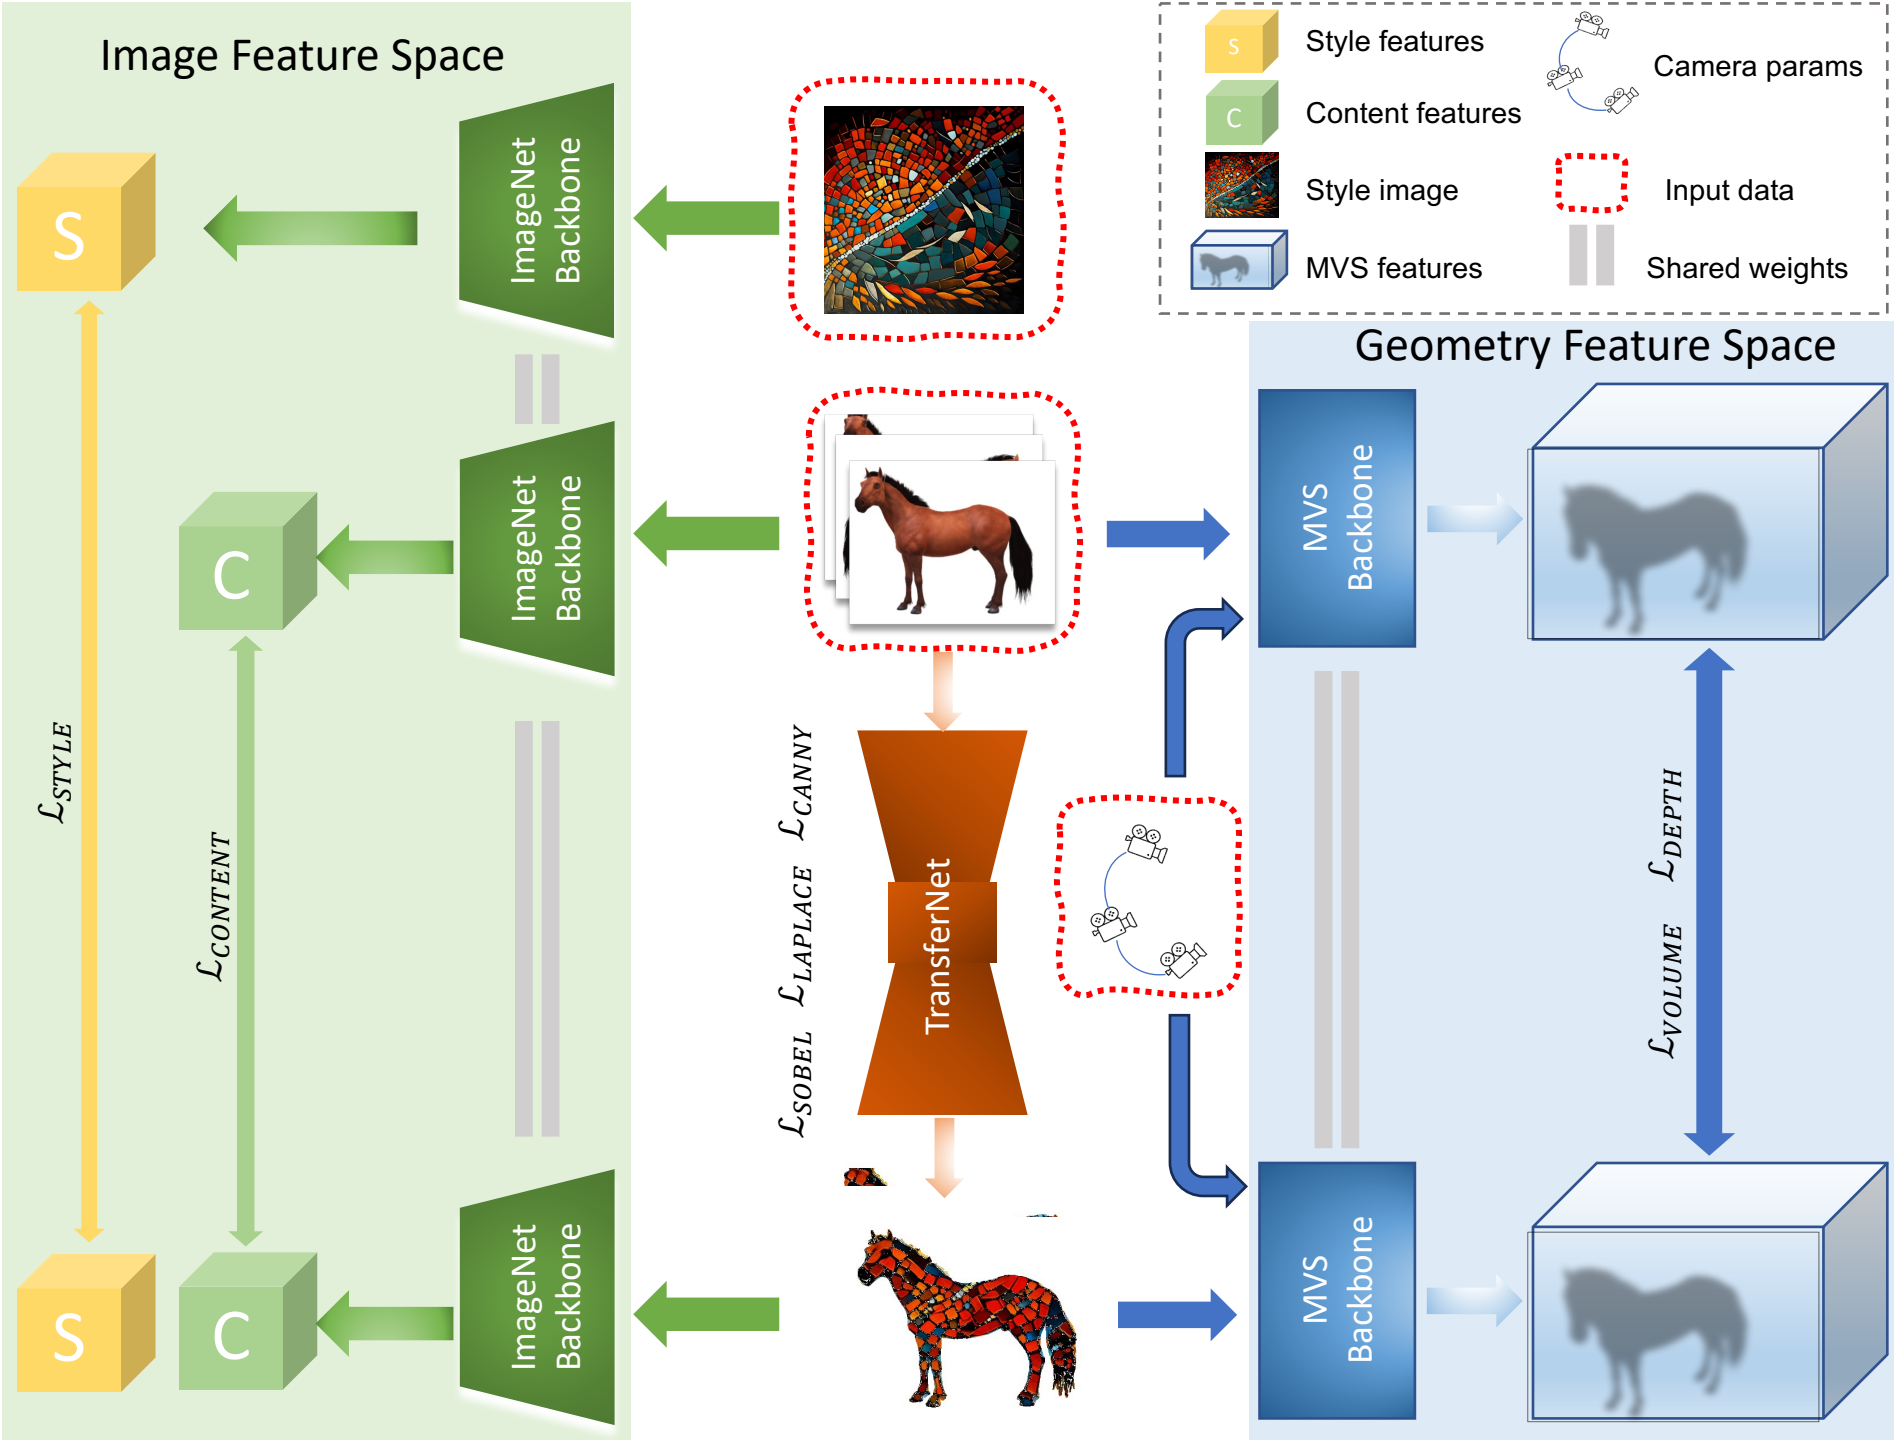 Image Feature Space
S
Style features
C
Content features
Style image
MVS features
Camera params
Input data
Shared weights
Geometry Feature Space
ImageNet
Backbone
S
ImageNet
Backbone
C
MVS
Backbone
ℒSTYLE
ℒCONTENT
ℒSOBEL ℒLAPLACE ℒCANNY
TransferNet
ℒVOLUME ℒDEPTH
S
C
ImageNet
Backbone
MVS
Backbone